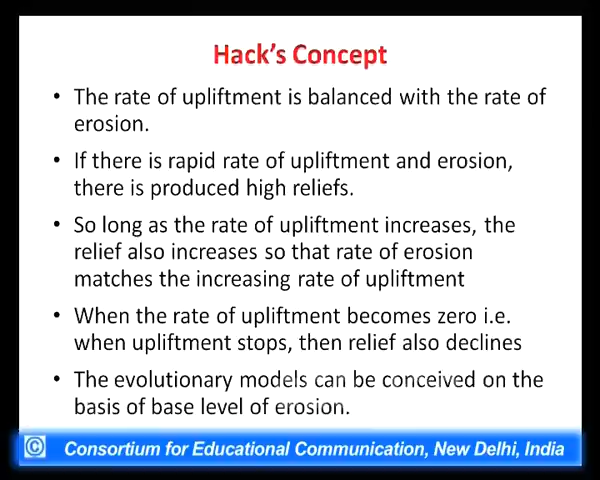 Hack's Concept
• The rate of upliftment is balanced with the rate of
erosion.
• If there is rapid rate of upliftment and erosion,
there is produced high reliefs.
• So long as the rate of upliftment increases, the
relief also increases so that rate of erosion
matches the increasing rate of upliftment
• When the rate of upliftment becomes zero i.e.
when upliftment stops, then relief also declines
• The evolutionary models can be conceived on the
basis of base level of erosion.
© Consortium for Educational Communication, New Delhi, India